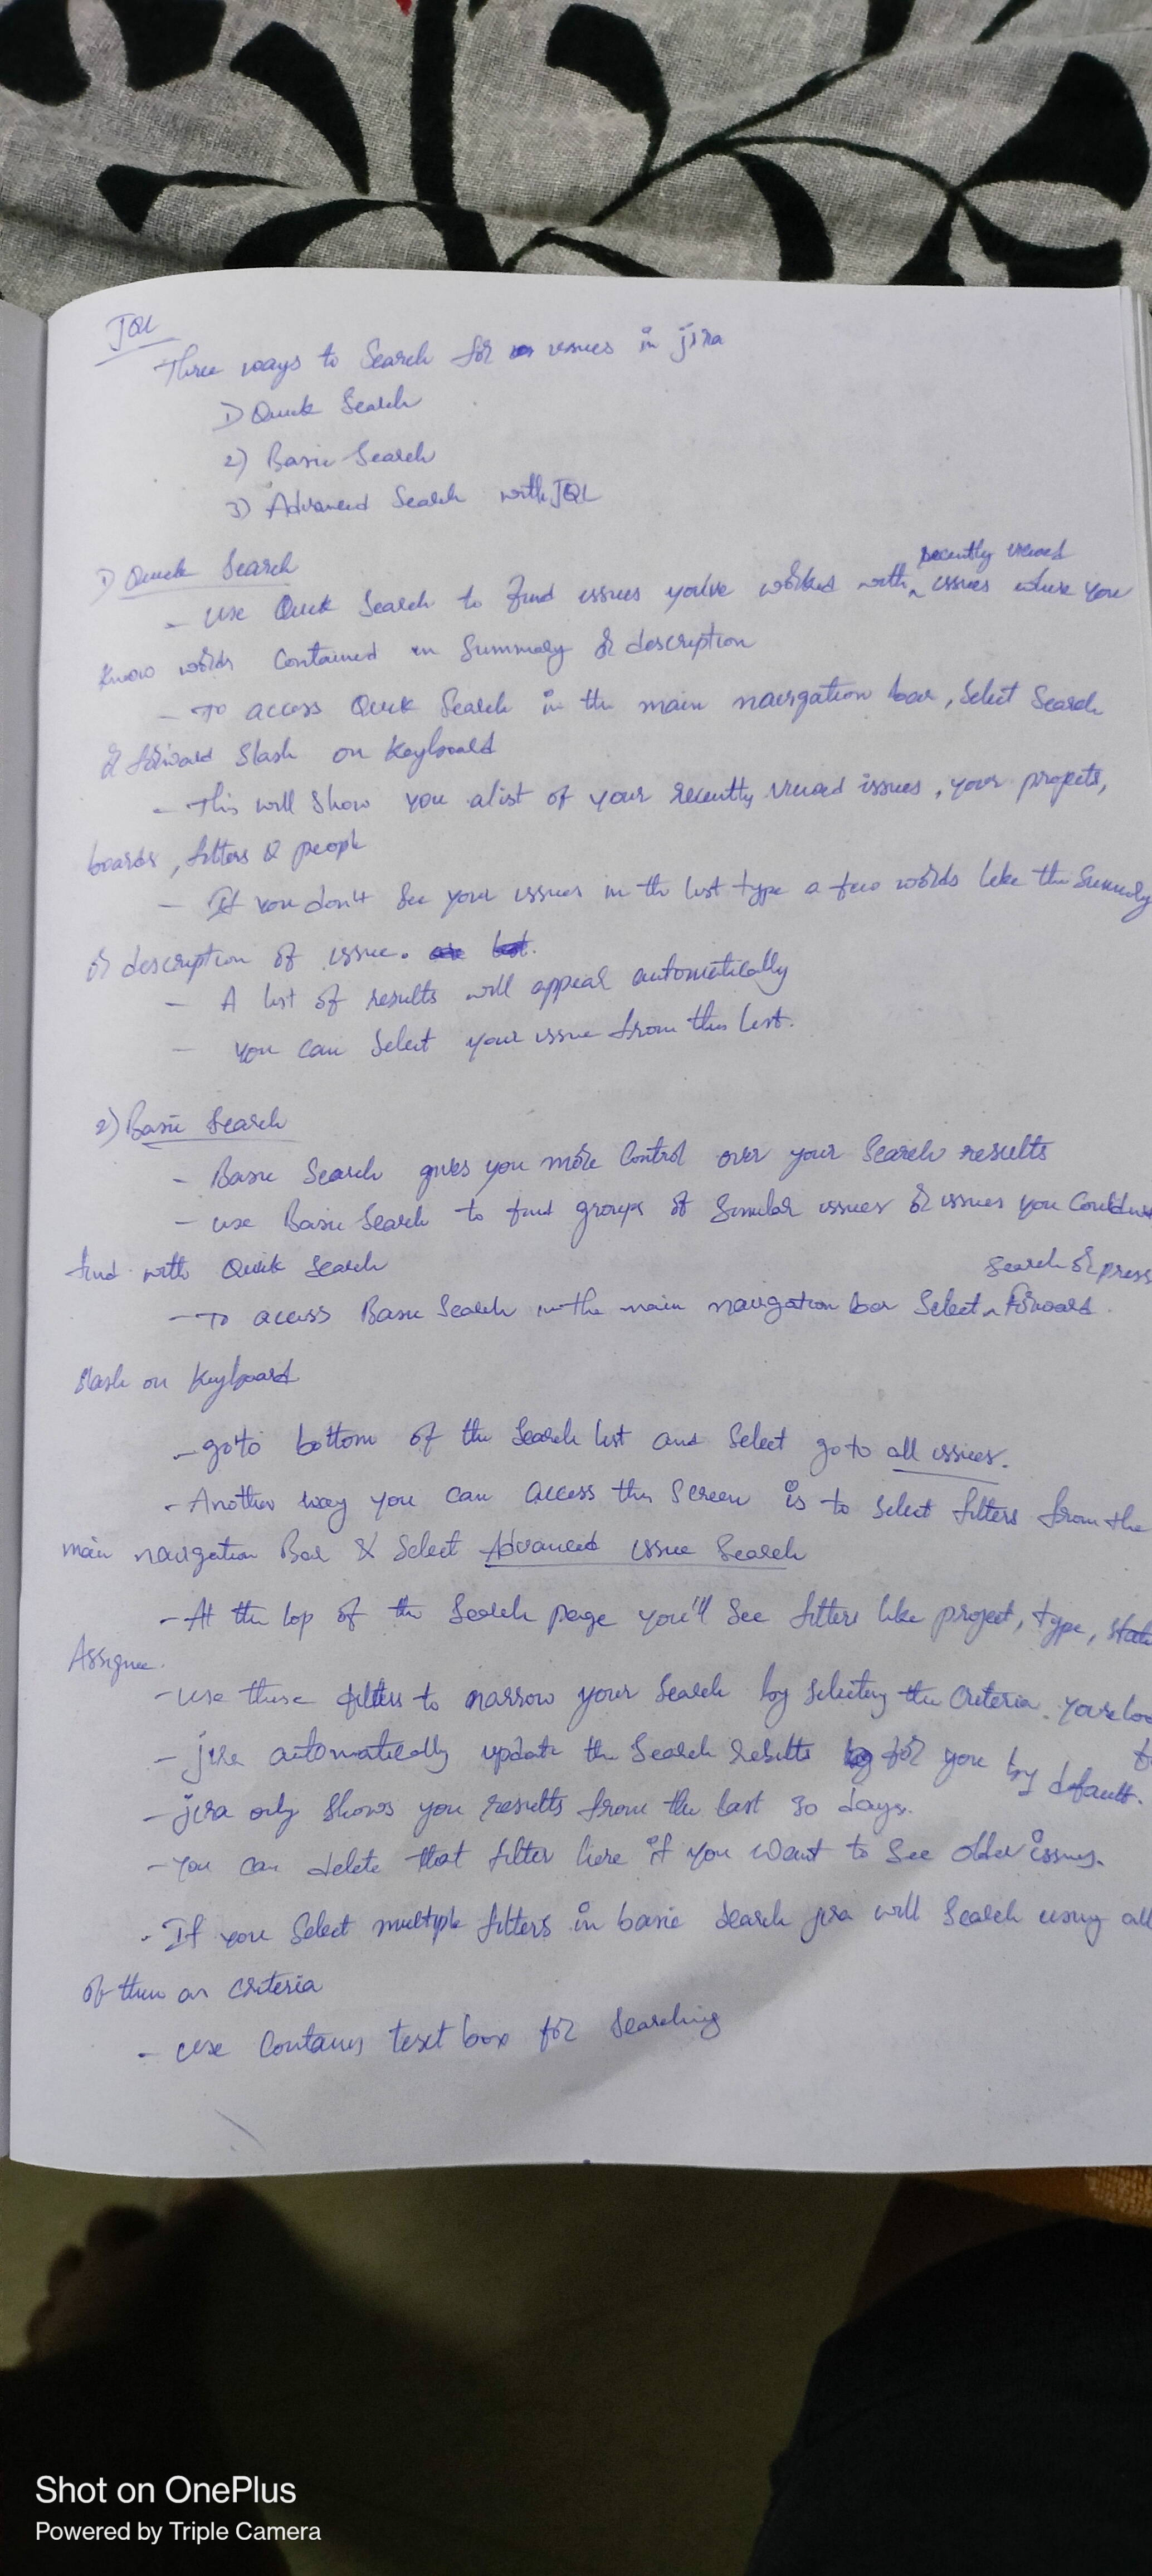 JQL
Three ways to Search for issues in jira
1) Quick Search
2) Basic Search
3) Advanced Search with JQL
1) Quick Search
recently viewed
- Use Quick Search to find issues you've worked with, issues where you
know words contained in Summary or description
- To access Quick Search in the main navigation bar, Select Search
or forward Slash on Keyboard
- This will show you a list of your recently viewed issues, your projects,
boards, filters & people
- If you don't see your issues in the list type a few words like the Summary
or description of issue.
- A list of results will appear automatically
- you can Select your issue from this list.
2) Basic Search
- Basic Search gives you more Control over your Search results
- use Basic Search to find groups of Similar issues or issues you Couldn't
find with Quick Search
Search or press
- To access Basic Search in the main navigation bar Select Forward
slash on Keyboard
- go to bottom of the Search list and Select go to all issues.
- Another way you can access this Screen is to select filters from the
main navigation Bar & Select Advanced issue Search
- At the top of the Search page you'll See filters like project, type,
Assignee.
- use these filters to narrow your Search by Selecting the Criteria. You're
- jira automatically update the Search results for you by default.
- jira only shows you results from the last 30 days.
- You can delete that filter here if you want to See older issues.
- If you Select multiple filters in basic Search jira will Search using all
of them as Criteria
- use Contains text box for Searching
Shot on OnePlus
Powered by Triple Camera